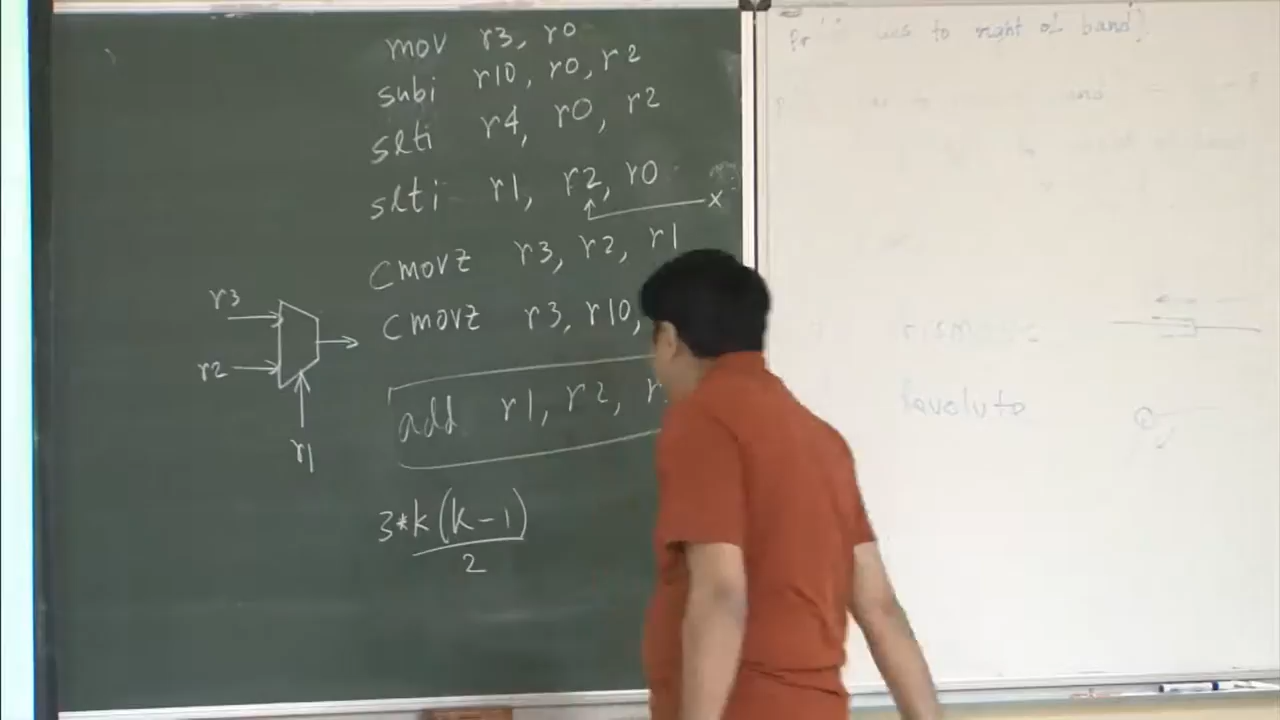 mov r3, r0
subi r10, r0, r2
slti r4, r0, r2
slti r1, r2, r0
x
cmovz r3, r2, r1
cmovz r3, r10,
add r1, r2,
r3
r2
r1
3*k(k-1)
2
to right of band
and